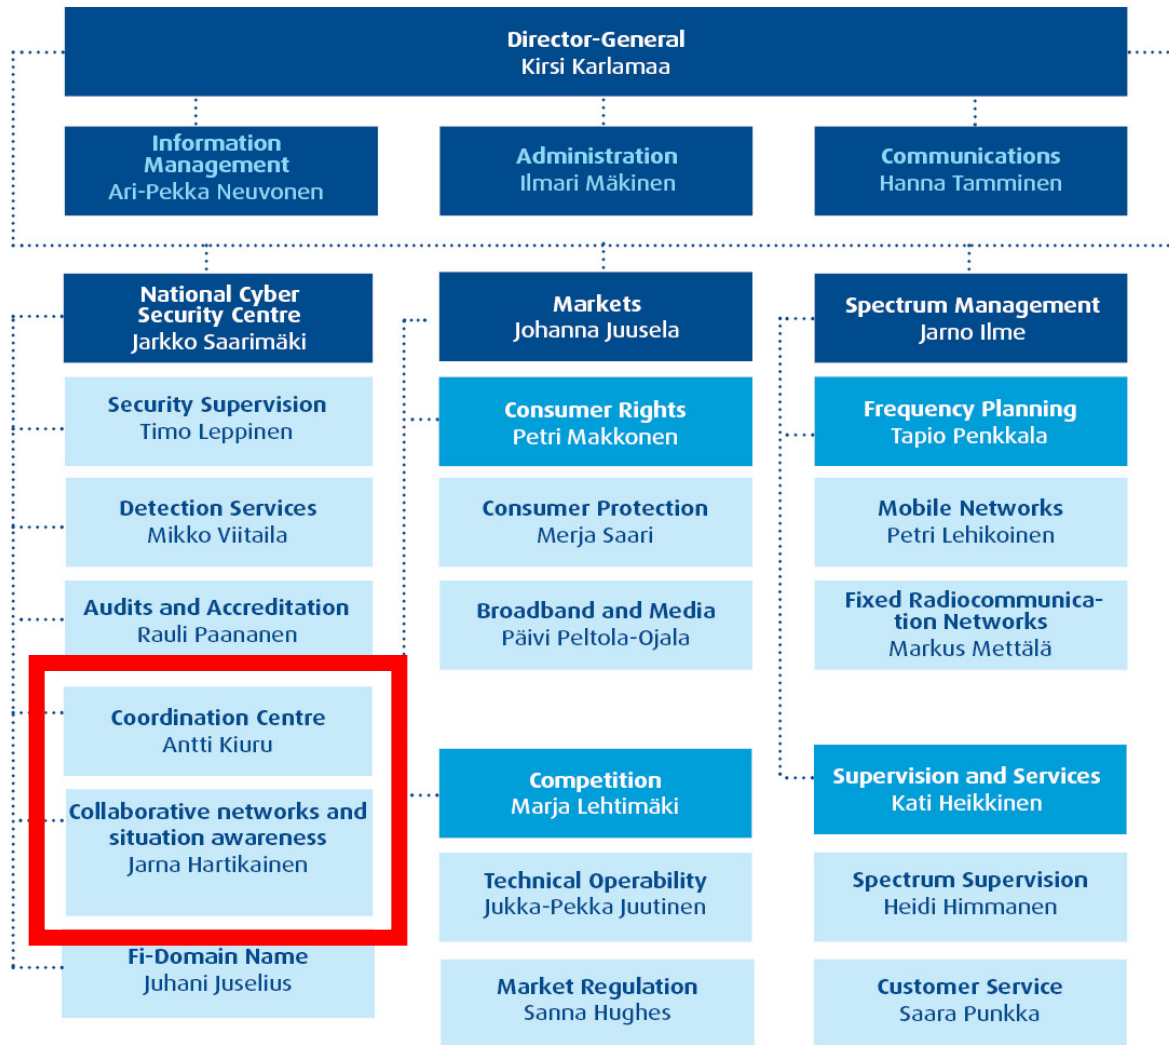 Director-General
Kirsi Karlamaa
Information
Management
Ari-Pekka Neuvonen
Administration
Ilmari Mäkinen
Communications
Hanna Tamminen
National Cyber
Security Centre
Jarkko Saarimäki
Security Supervision
Timo Leppinen
Detection Services
Mikko Viitaila
Audits and Accreditation
Rauli Paananen
Coordination Centre
Antti Kiuru
Collaborative networks and
situation awareness
Jarna Hartikainen
Fi-Domain Name
Juhani Juselius
Markets
Johanna Juusela
Consumer Rights
Petri Makkonen
Consumer Protection
Merja Saari
Broadband and Media
Päivi Peltola-Ojala
Competition
Marja Lehtimäki
Technical Operability
Jukka-Pekka Juutinen
Market Regulation
Sanna Hughes
Spectrum Management
Jarno Ilme
Frequency Planning
Tapio Penkkala
Mobile Networks
Petri Lehikoinen
Fixed Radiocommunica-
tion Networks
Markus Mettälä
Supervision and Services
Kati Heikkinen
Spectrum Supervision
Heidi Himmanen
Customer Service
Saara Punkka